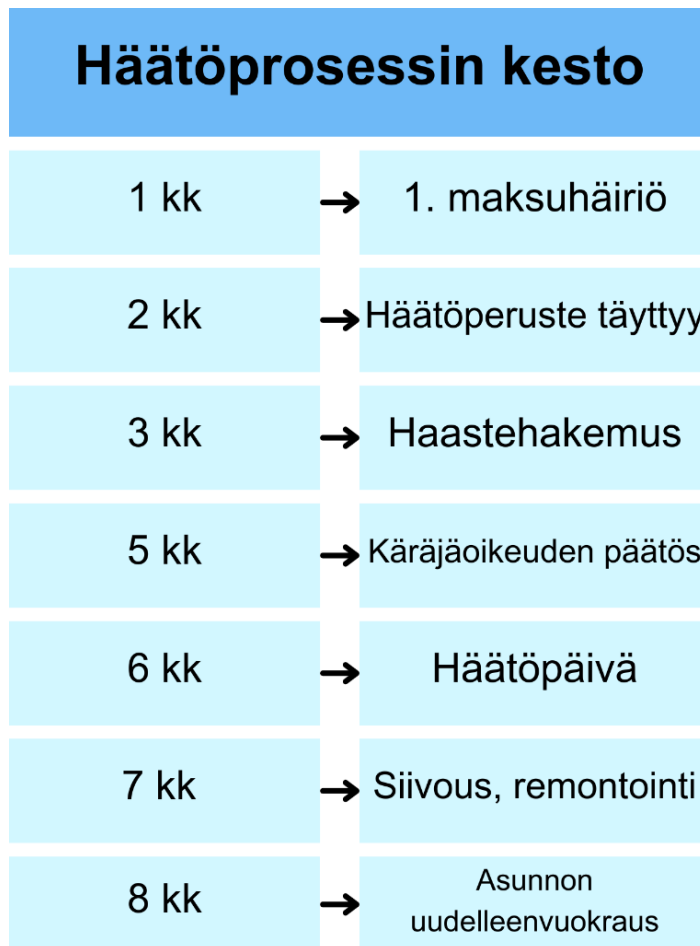 Häätöprosessin kesto
1 kk → 1. maksuhäiriö
2 kk → Häätöperuste täyttyy
3 kk → Haastehakemus
5 kk → Käräjäoikeuden päätös
6 kk → Häätöpäivä
7 kk → Siivous, remontointi
8 kk → Asunnon
uudelleenvuokraus